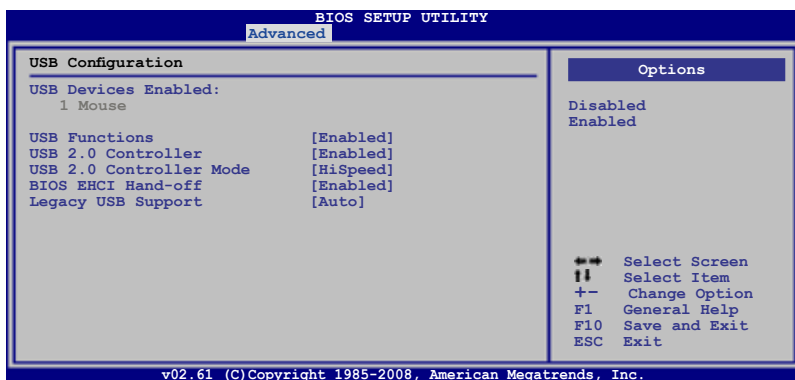 BIOS SETUP UTILITY
Advanced
USB Configuration
USB Devices Enabled:
1 Mouse
USB Functions [Enabled]
USB 2.0 Controller [Enabled]
USB 2.0 Controller Mode [HiSpeed]
BIOS EHCI Hand-off [Enabled]
Legacy USB Support [Auto]
Options
Disabled
Enabled
←→ Select Screen
↑↓ Select Item
+- Change Option
F1 General Help
F10 Save and Exit
ESC Exit
v02.61 (C)Copyright 1985-2008, American Megatrends, Inc.